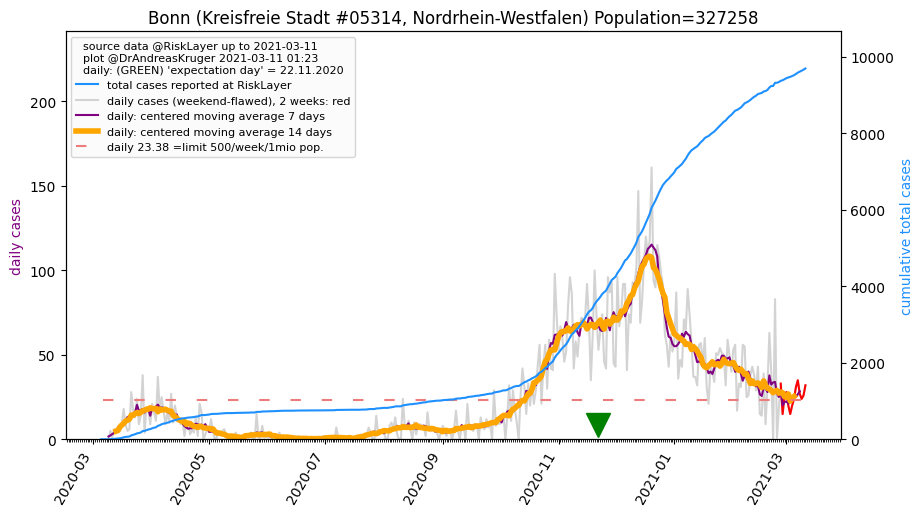 Bonn (Kreisfreie Stadt #05314, Nordrhein-Westfalen) Population=327258
source data @RiskLayer up to 2021-03-11
plot @DrAndreasKruger 2021-03-11 01:23
daily: (GREEN) 'expectation day' = 22.11.2020
total cases reported at RiskLayer
daily cases (weekend-flawed), 2 weeks: red
daily: centered moving average 7 days
daily: centered moving average 14 days
daily 23.38 =limit 500/week/1mio pop.
daily cases
0
50
100
150
200
cumulative total cases
0
2000
4000
6000
8000
10000
2020-03
2020-05
2020-07
2020-09
2020-11
2021-01
2021-03